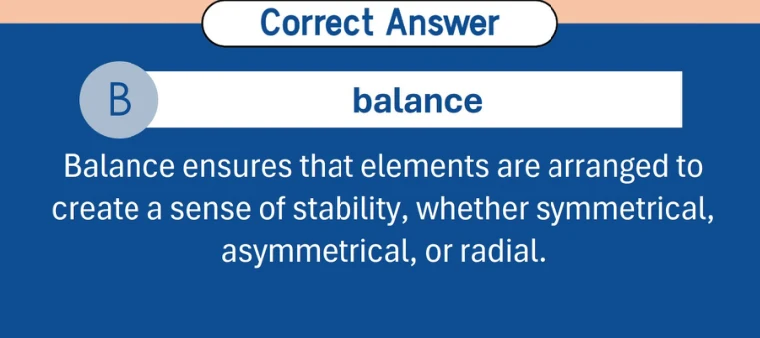 Correct Answer
B
balance
Balance ensures that elements are arranged to
create a sense of stability, whether symmetrical,
asymmetrical, or radial.